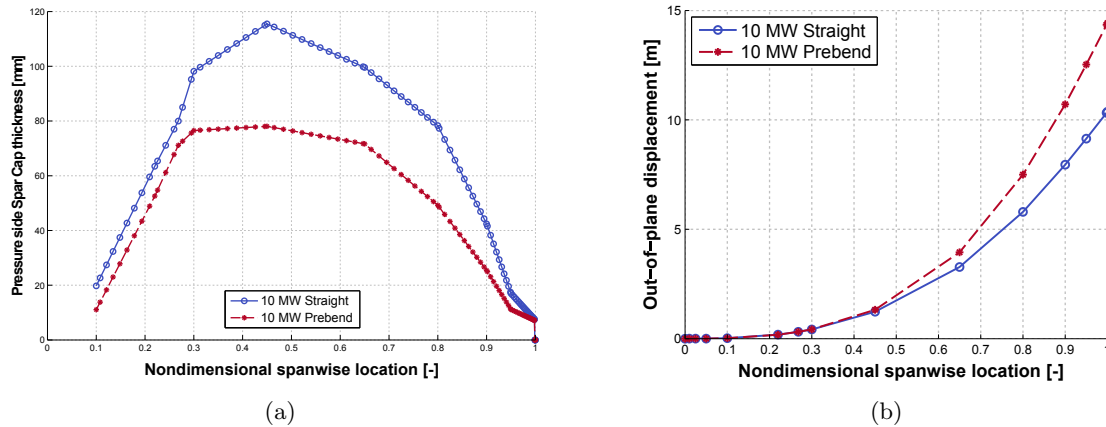 120
100
80
60
40
20
0
Pressure side Spar Cap thickness [mm]
10 MW Straight
10 MW Prebend
0 0.1 0.2 0.3 0.4 0.5 0.6 0.7 0.8 0.9 1
Nondimensional spanwise location [-]
(a)
15
10
5
0
Out−of−plane displacement [m]
10 MW Straight
10 MW Prebend
0 0.1 0.2 0.3 0.4 0.5 0.6 0.7 0.8 0.9 1
Nondimensional spanwise location [-]
(b)